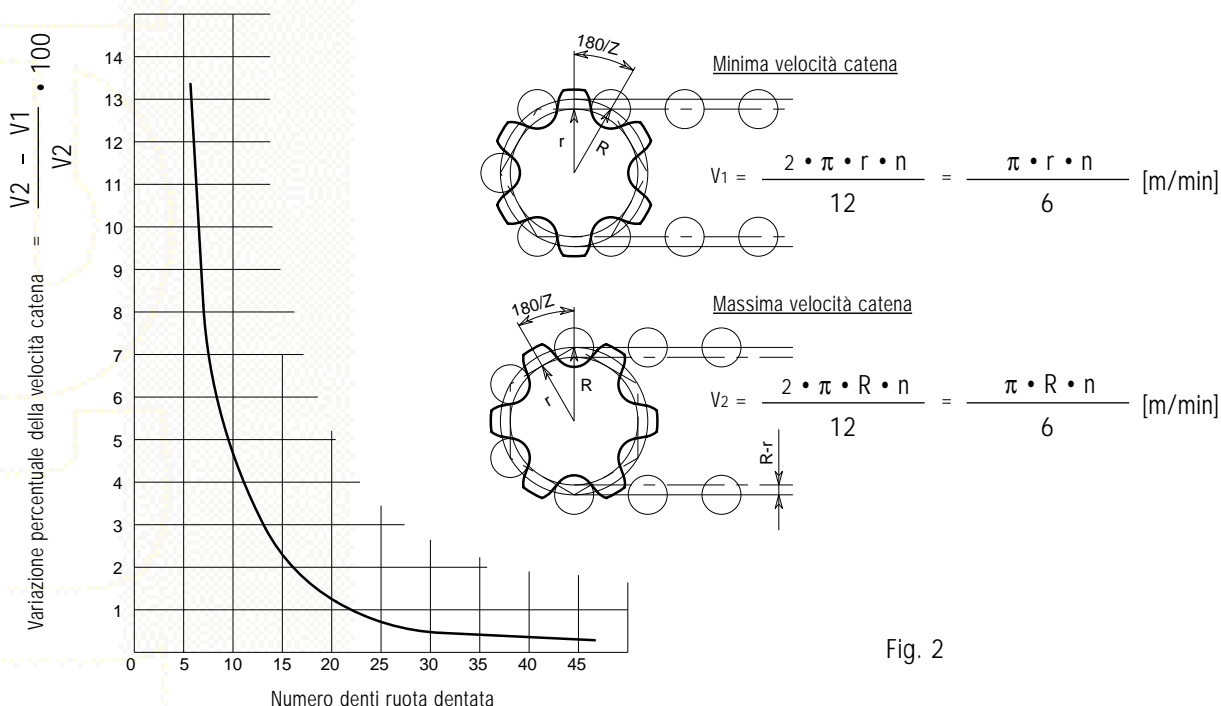 Variazione percentuale della velocità catena = V2 - V1 / V2 • 100
14
13
12
11
10
9
8
7
6
5
4
3
2
1
0 5 10 15 20 25 30 35 40 45
Numero denti ruota dentata
180/Z
r
R
Minima velocità catena
V1 = 2 • π • r • n / 12 = π • r • n / 6 [m/min]
180/Z
R
r
R-r
Massima velocità catena
V2 = 2 • π • R • n / 12 = π • R • n / 6 [m/min]
Fig. 2